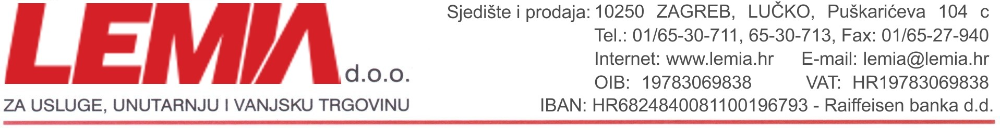 LEMIA d.o.o.
ZA USLUGE, UNUTARNJU I VANJSKU TRGOVINU
Sjedište i prodaja: 10250 ZAGREB, LUČKO, Puškarićeva 104 c
Tel.: 01/65-30-711, 65-30-713, Fax: 01/65-27-940
Internet: www.lemia.hr E-mail: lemia@lemia.hr
OIB: 19783069838 VAT: HR19783069838
IBAN: HR6824840081100196793 - Raiffeisen banka d.d.